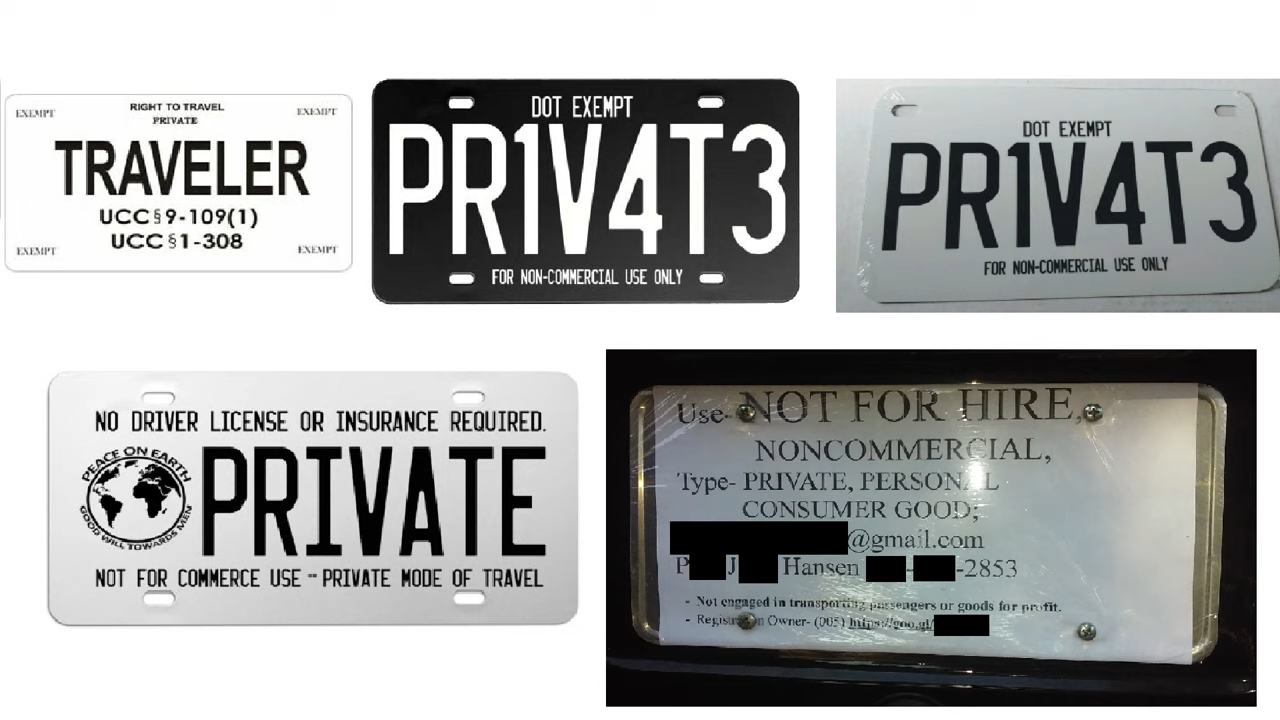 EXEMPT
RIGHT TO TRAVEL
EXEMPT
PRIVATE
TRAVELER
UCC§9-109(1)
UCC§1-308
EXEMPT
EXEMPT
DOT EXEMPT
PR1V4T3
FOR NON-COMMERCIAL USE ONLY
DOT EXEMPT
PR1V4T3
FOR NON-COMMERCIAL USE ONLY
NO DRIVER LICENSE OR INSURANCE REQUIRED.
PEACE ON EARTH
GOOD WILL TOWARDS MEN
PRIVATE
NOT FOR COMMERCE USE -- PRIVATE MODE OF TRAVEL
Use- NOT FOR HIRE,
NONCOMMERCIAL,
Type- PRIVATE, PERSONAL
CONSUMER GOOD;
@gmail.com
P J Hansen - -2853
- Not engaged in transporting passengers or goods for profit.
- Registration Owner- (005) https://goo.gl/